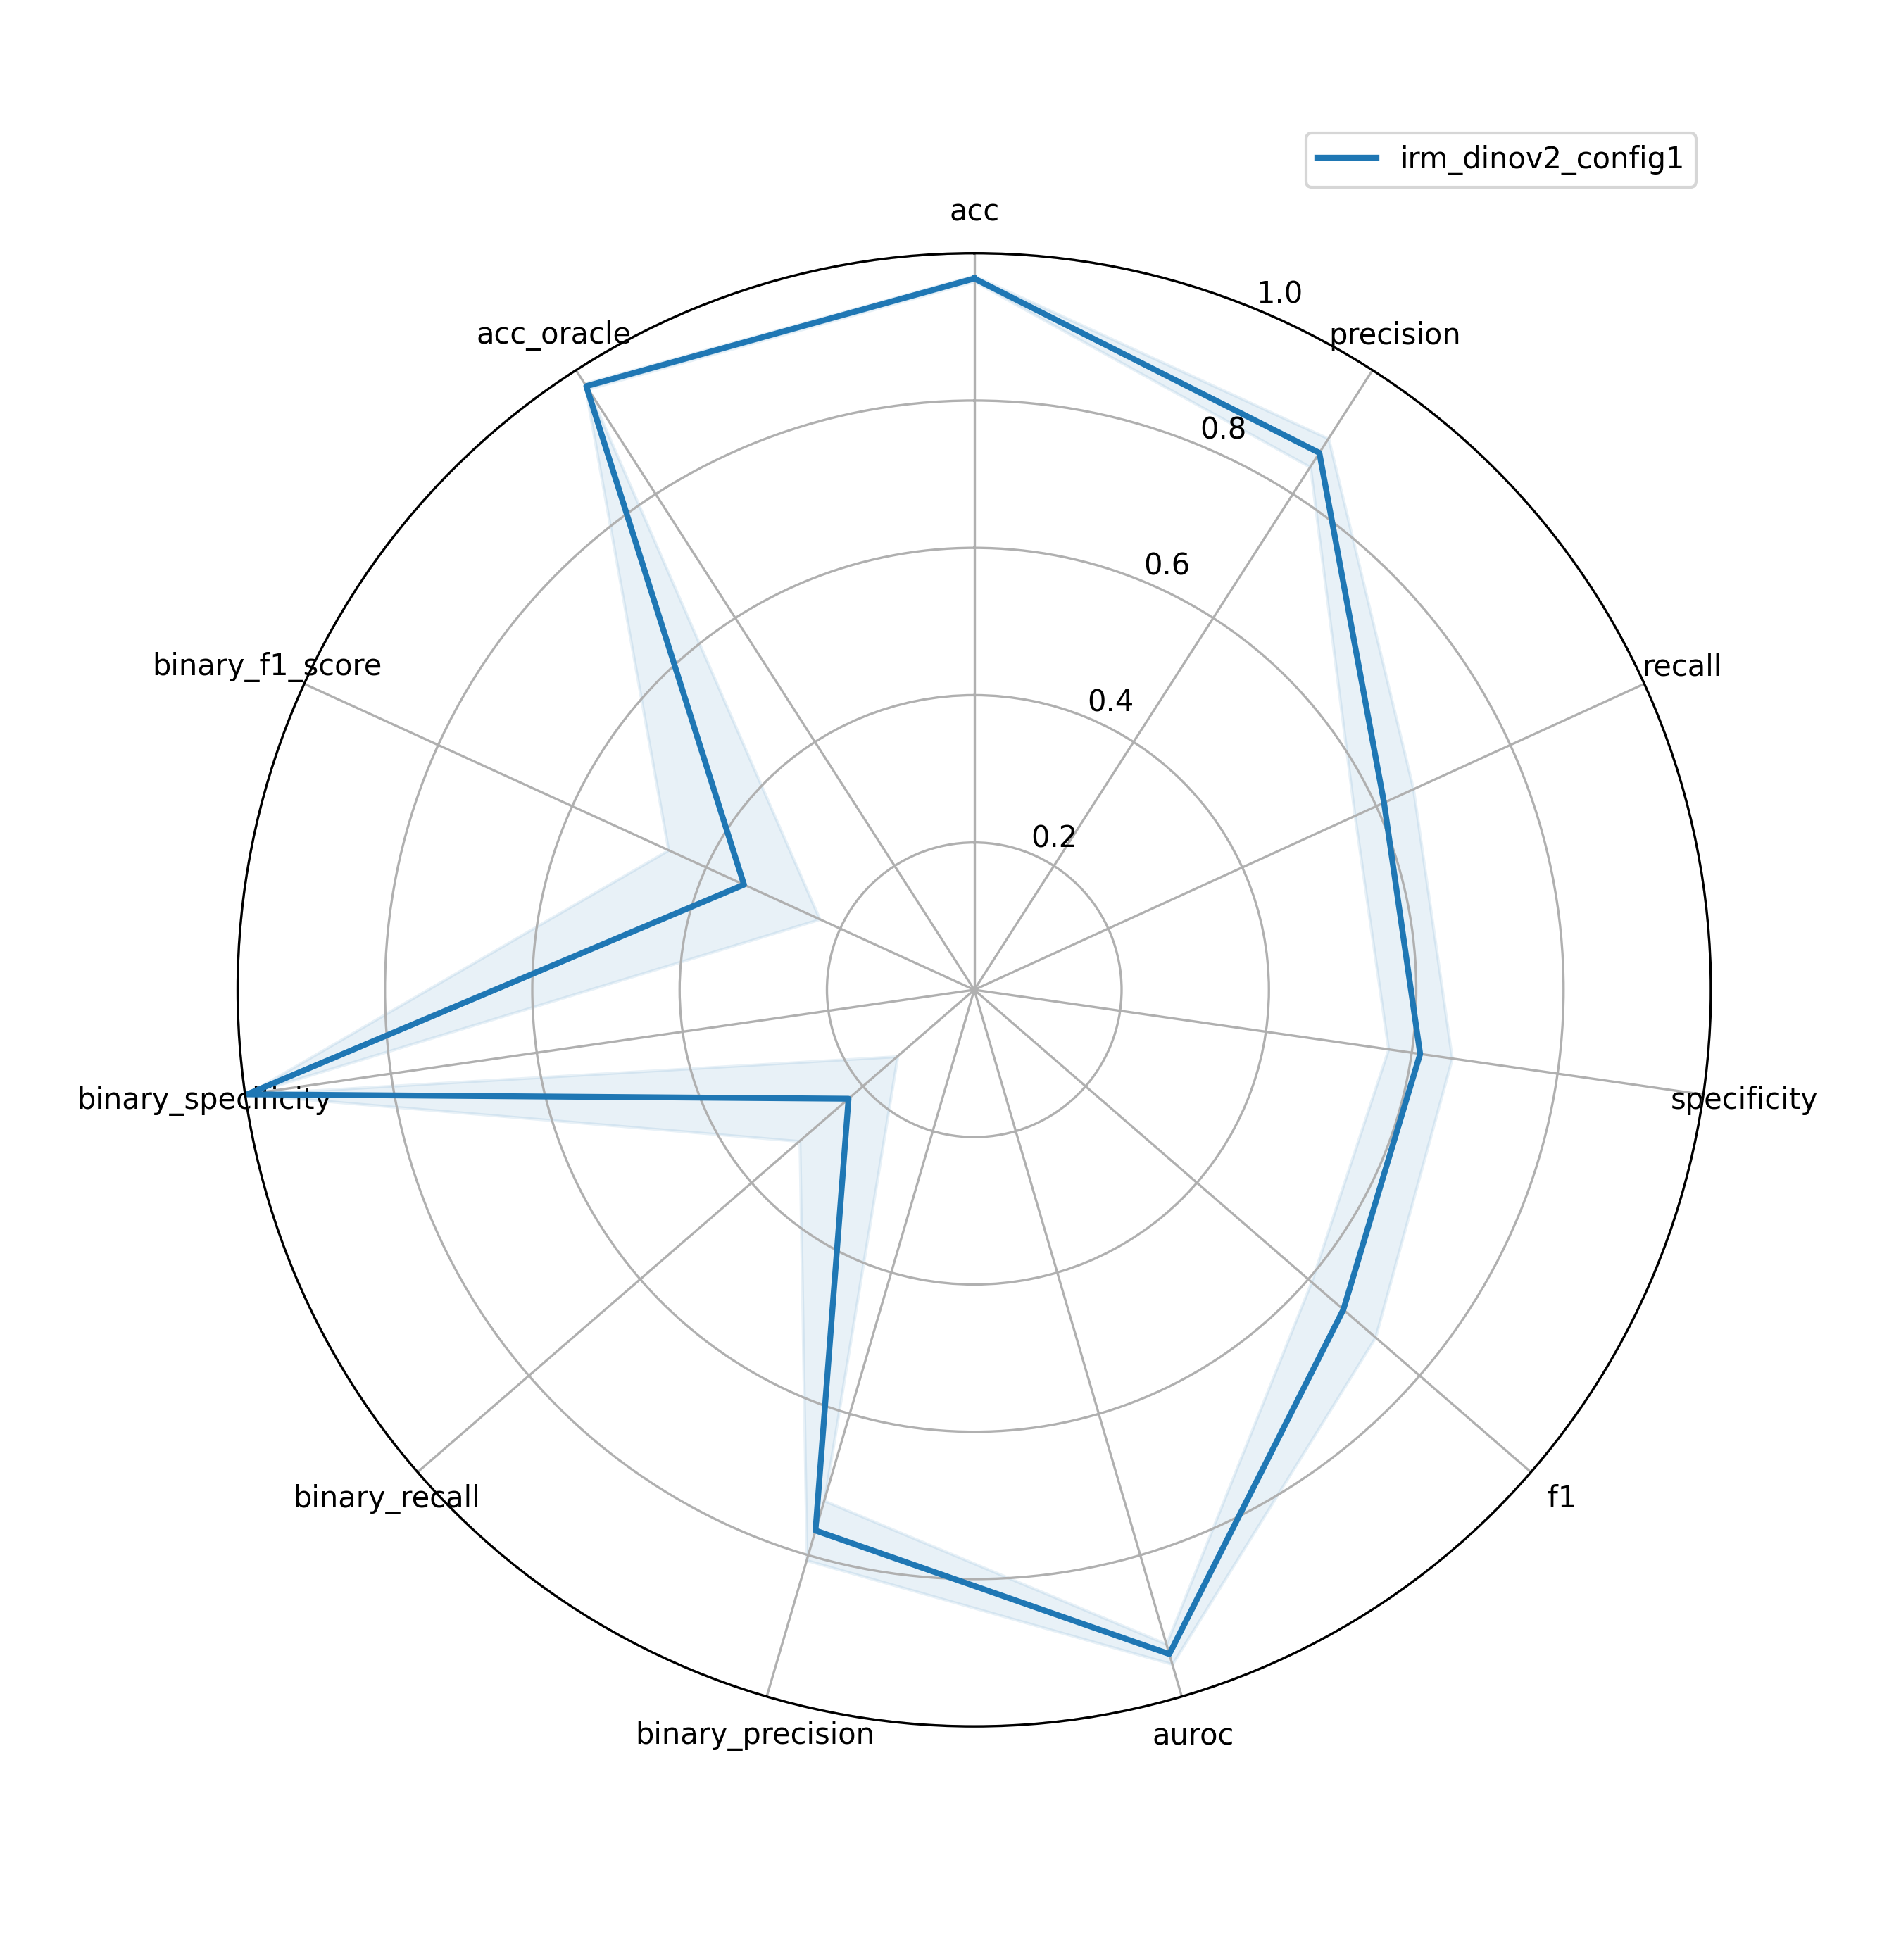 irm_dinov2_config1
acc
1.0
acc_oracle
precision
0.8
0.6
binary_f1_score
recall
0.4
0.2
binary_specificity
specificity
binary_recall
f1
binary_precision
auroc